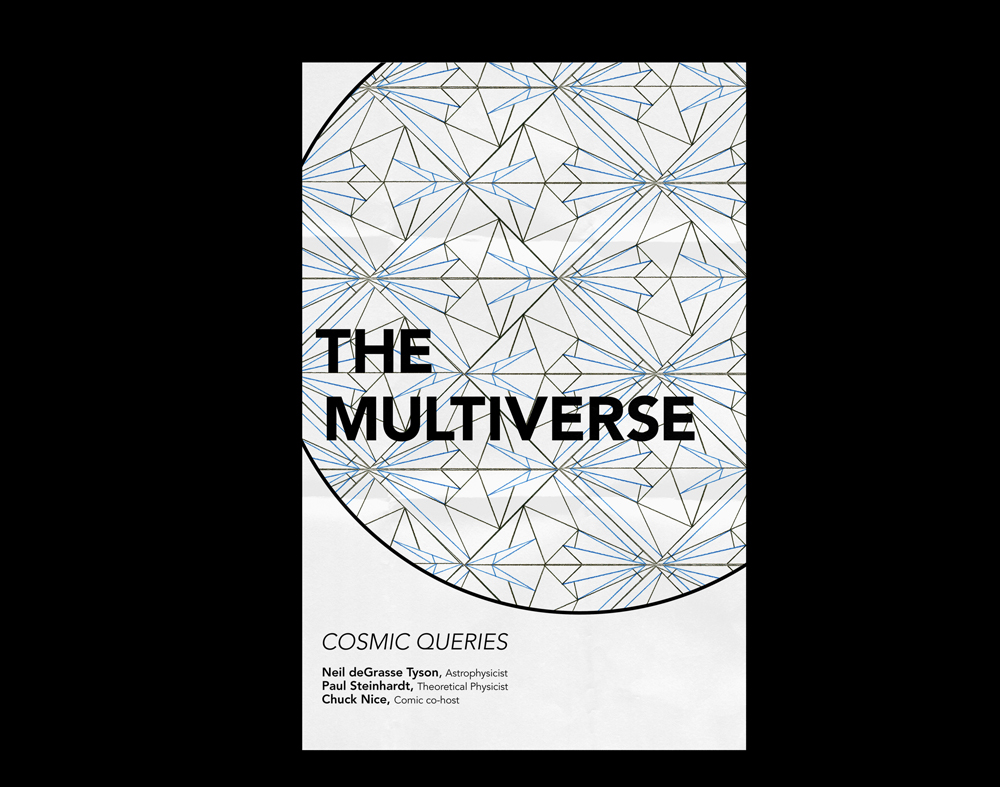 THE
MULTIVERSE
COSMIC QUERIES
Neil deGrasse Tyson, Astrophysicist
Paul Steinhardt, Theoretical Physicist
Chuck Nice, Comic co-host